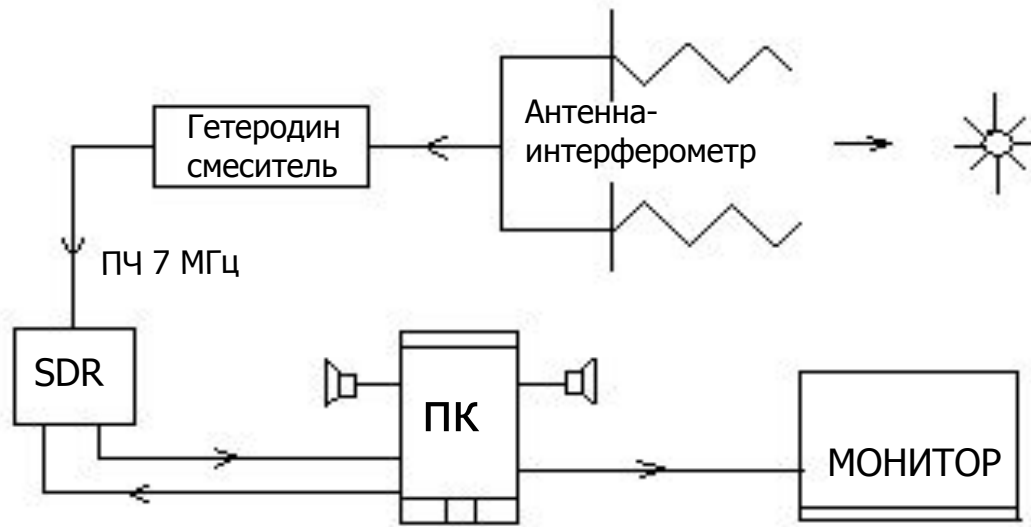 Гетеродин
смеситель
Антенна-
интерферометр
ПЧ 7 МГц
SDR
ПК
МОНИТОР